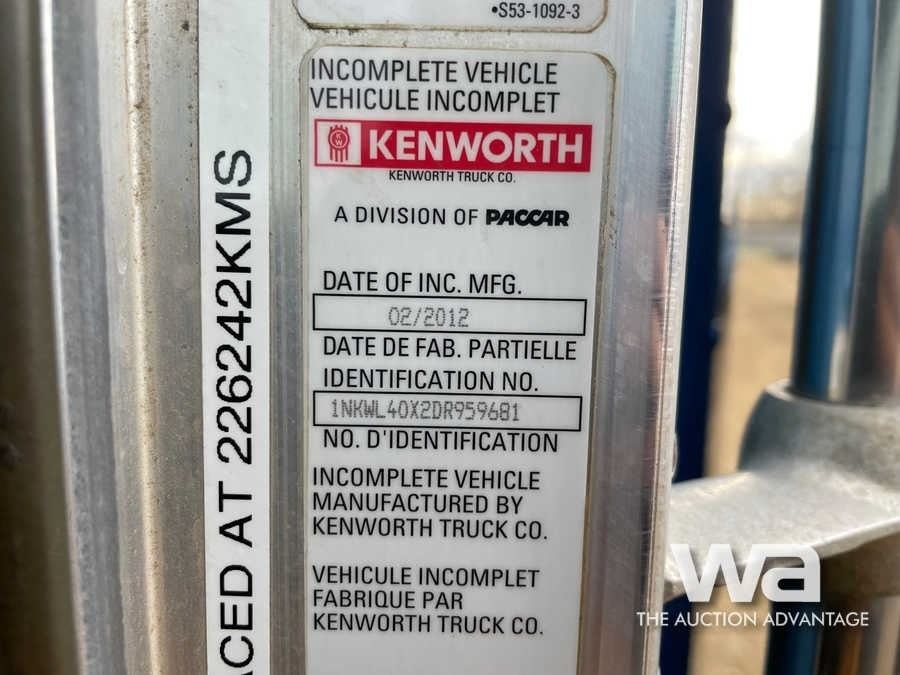 •S53-1092-3
INCOMPLETE VEHICLE
VEHICULE INCOMPLET
KW KENWORTH
KENWORTH TRUCK CO.
A DIVISION OF PACCAR
DATE OF INC. MFG.
02/2012
DATE DE FAB. PARTIELLE
IDENTIFICATION NO.
1NKWL40X2DR959681
NO. D'IDENTIFICATION
INCOMPLETE VEHICLE
MANUFACTURED BY
KENWORTH TRUCK CO.
VEHICULE INCOMPLET
FABRIQUE PAR
KENWORTH TRUCK CO.
ACED AT 226242KMS
wa
THE AUCTION ADVANTAGE